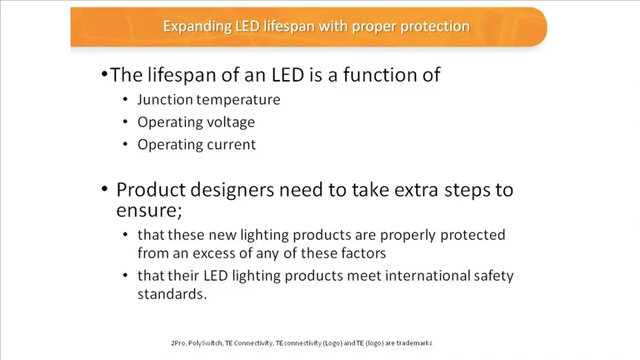 Expanding LED lifespan with proper protection
•The lifespan of an LED is a function of
• Junction temperature
• Operating voltage
• Operating current
• Product designers need to take extra steps to
ensure;
• that these new lighting products are properly protected
from an excess of any of these factors
• that their LED lighting products meet international safety
standards.
2Pro, PolySwitch, TE Connectivity, TE connectivity (Logo) and TE (logo) are trademarks